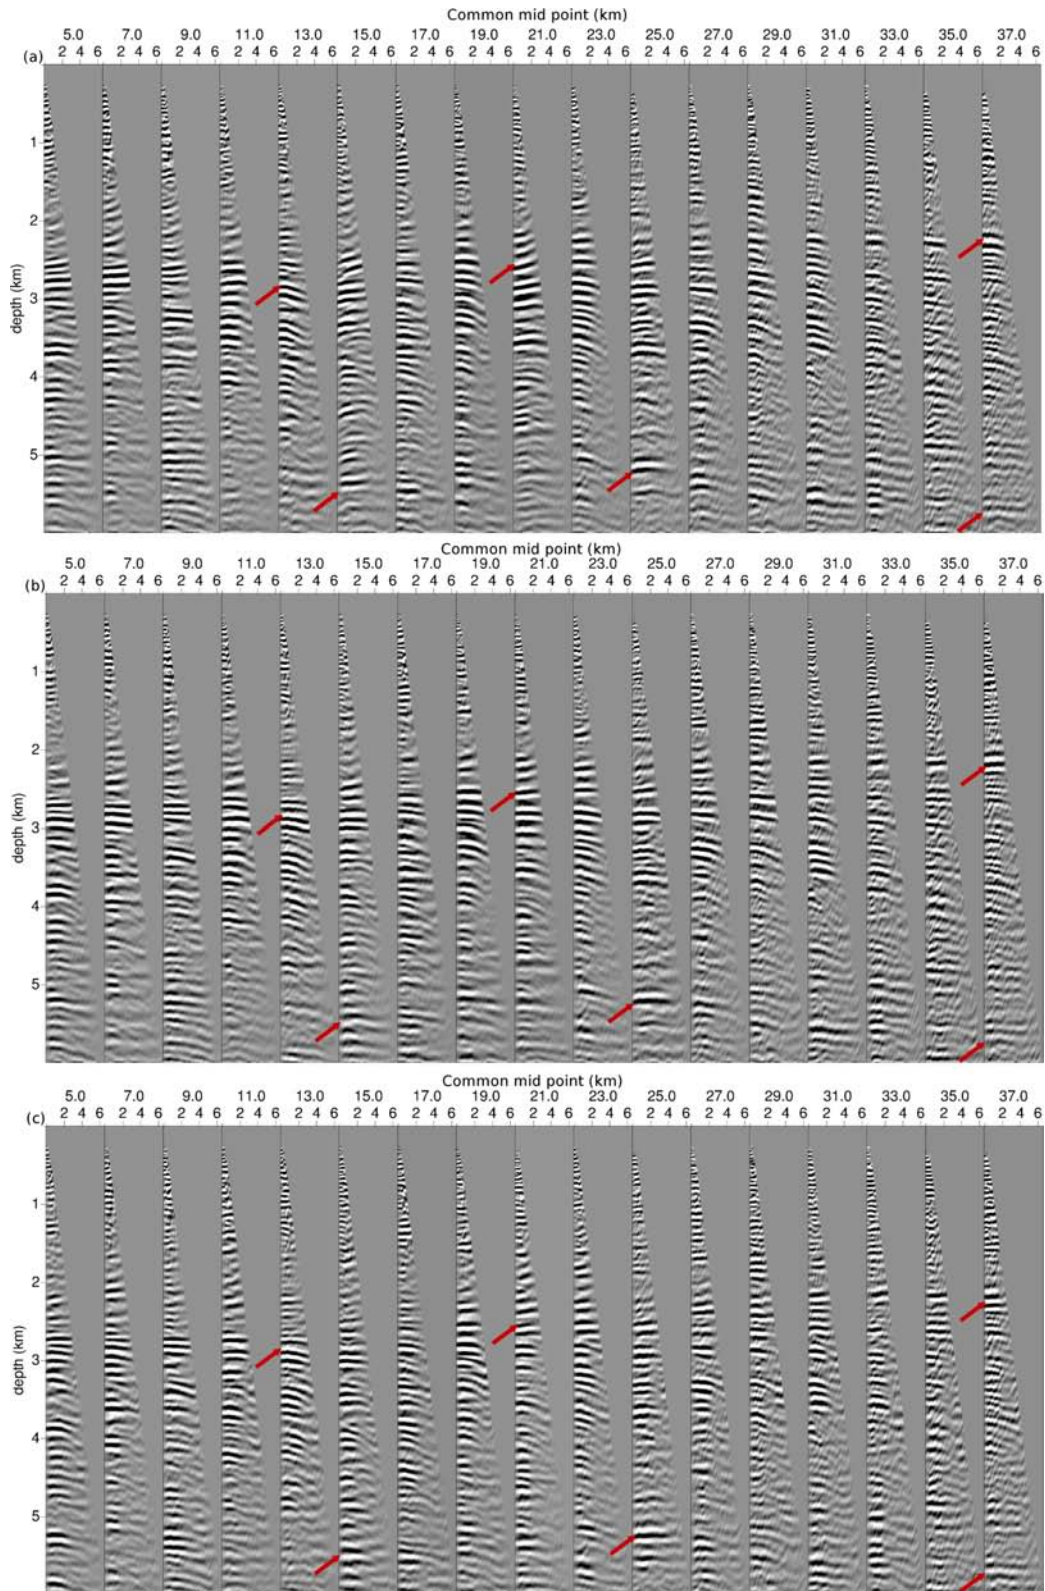 Common mid point (km)
5.0 7.0 9.0 11.0 13.0 15.0 17.0 19.0 21.0 23.0 25.0 27.0 29.0 31.0 33.0 35.0 37.0
(a) 2 4 6 2 4 6 2 4 6 2 4 6 2 4 6 2 4 6 2 4 6 2 4 6 2 4 6 2 4 6 2 4 6 2 4 6 2 4 6 2 4 6 2 4 6 2 4 6 2 4 6
1
2
3
4
5
depth (km)
Common mid point (km)
5.0 7.0 9.0 11.0 13.0 15.0 17.0 19.0 21.0 23.0 25.0 27.0 29.0 31.0 33.0 35.0 37.0
(b) 2 4 6 2 4 6 2 4 6 2 4 6 2 4 6 2 4 6 2 4 6 2 4 6 2 4 6 2 4 6 2 4 6 2 4 6 2 4 6 2 4 6 2 4 6 2 4 6 2 4 6
1
2
3
4
5
depth (km)
Common mid point (km)
5.0 7.0 9.0 11.0 13.0 15.0 17.0 19.0 21.0 23.0 25.0 27.0 29.0 31.0 33.0 35.0 37.0
(c) 2 4 6 2 4 6 2 4 6 2 4 6 2 4 6 2 4 6 2 4 6 2 4 6 2 4 6 2 4 6 2 4 6 2 4 6 2 4 6 2 4 6 2 4 6 2 4 6 2 4 6
1
2
3
4
5
depth (km)